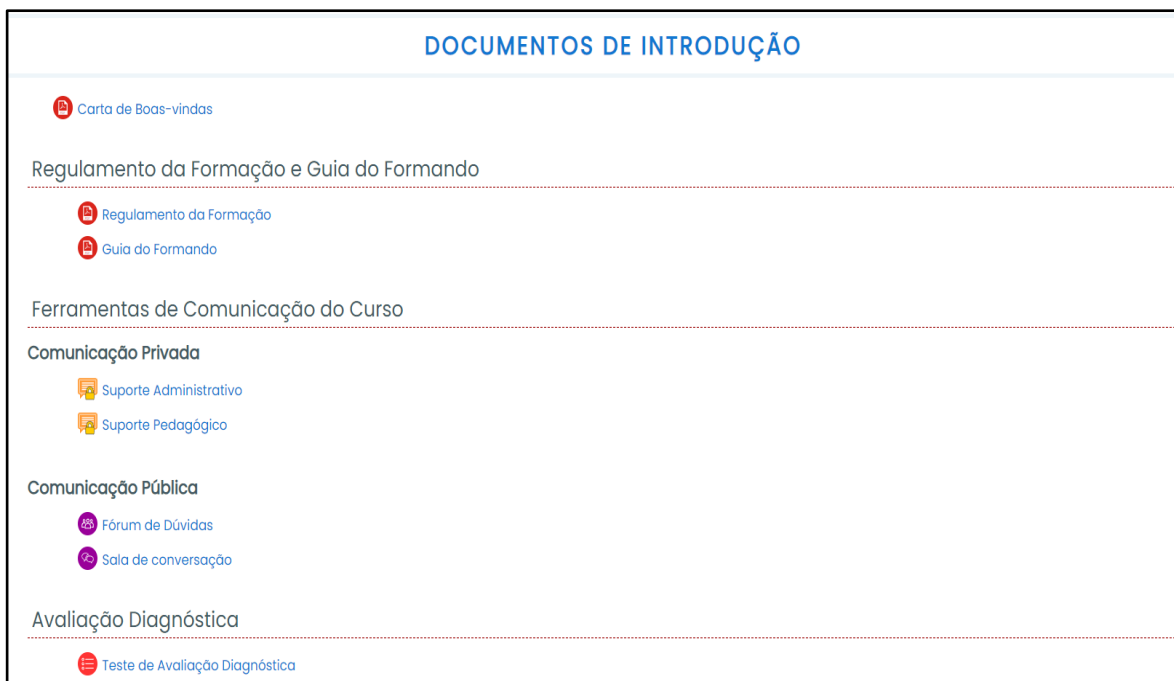 DOCUMENTOS DE INTRODUÇÃO
Carta de Boas-vindas
Regulamento da Formação e Guia do Formando
Regulamento da Formação
Guia do Formando
Ferramentas de Comunicação do Curso
Comunicação Privada
Suporte Administrativo
Suporte Pedagógico
Comunicação Pública
Fórum de Dúvidas
Sala de conversação
Avaliação Diagnóstica
Teste de Avaliação Diagnóstica